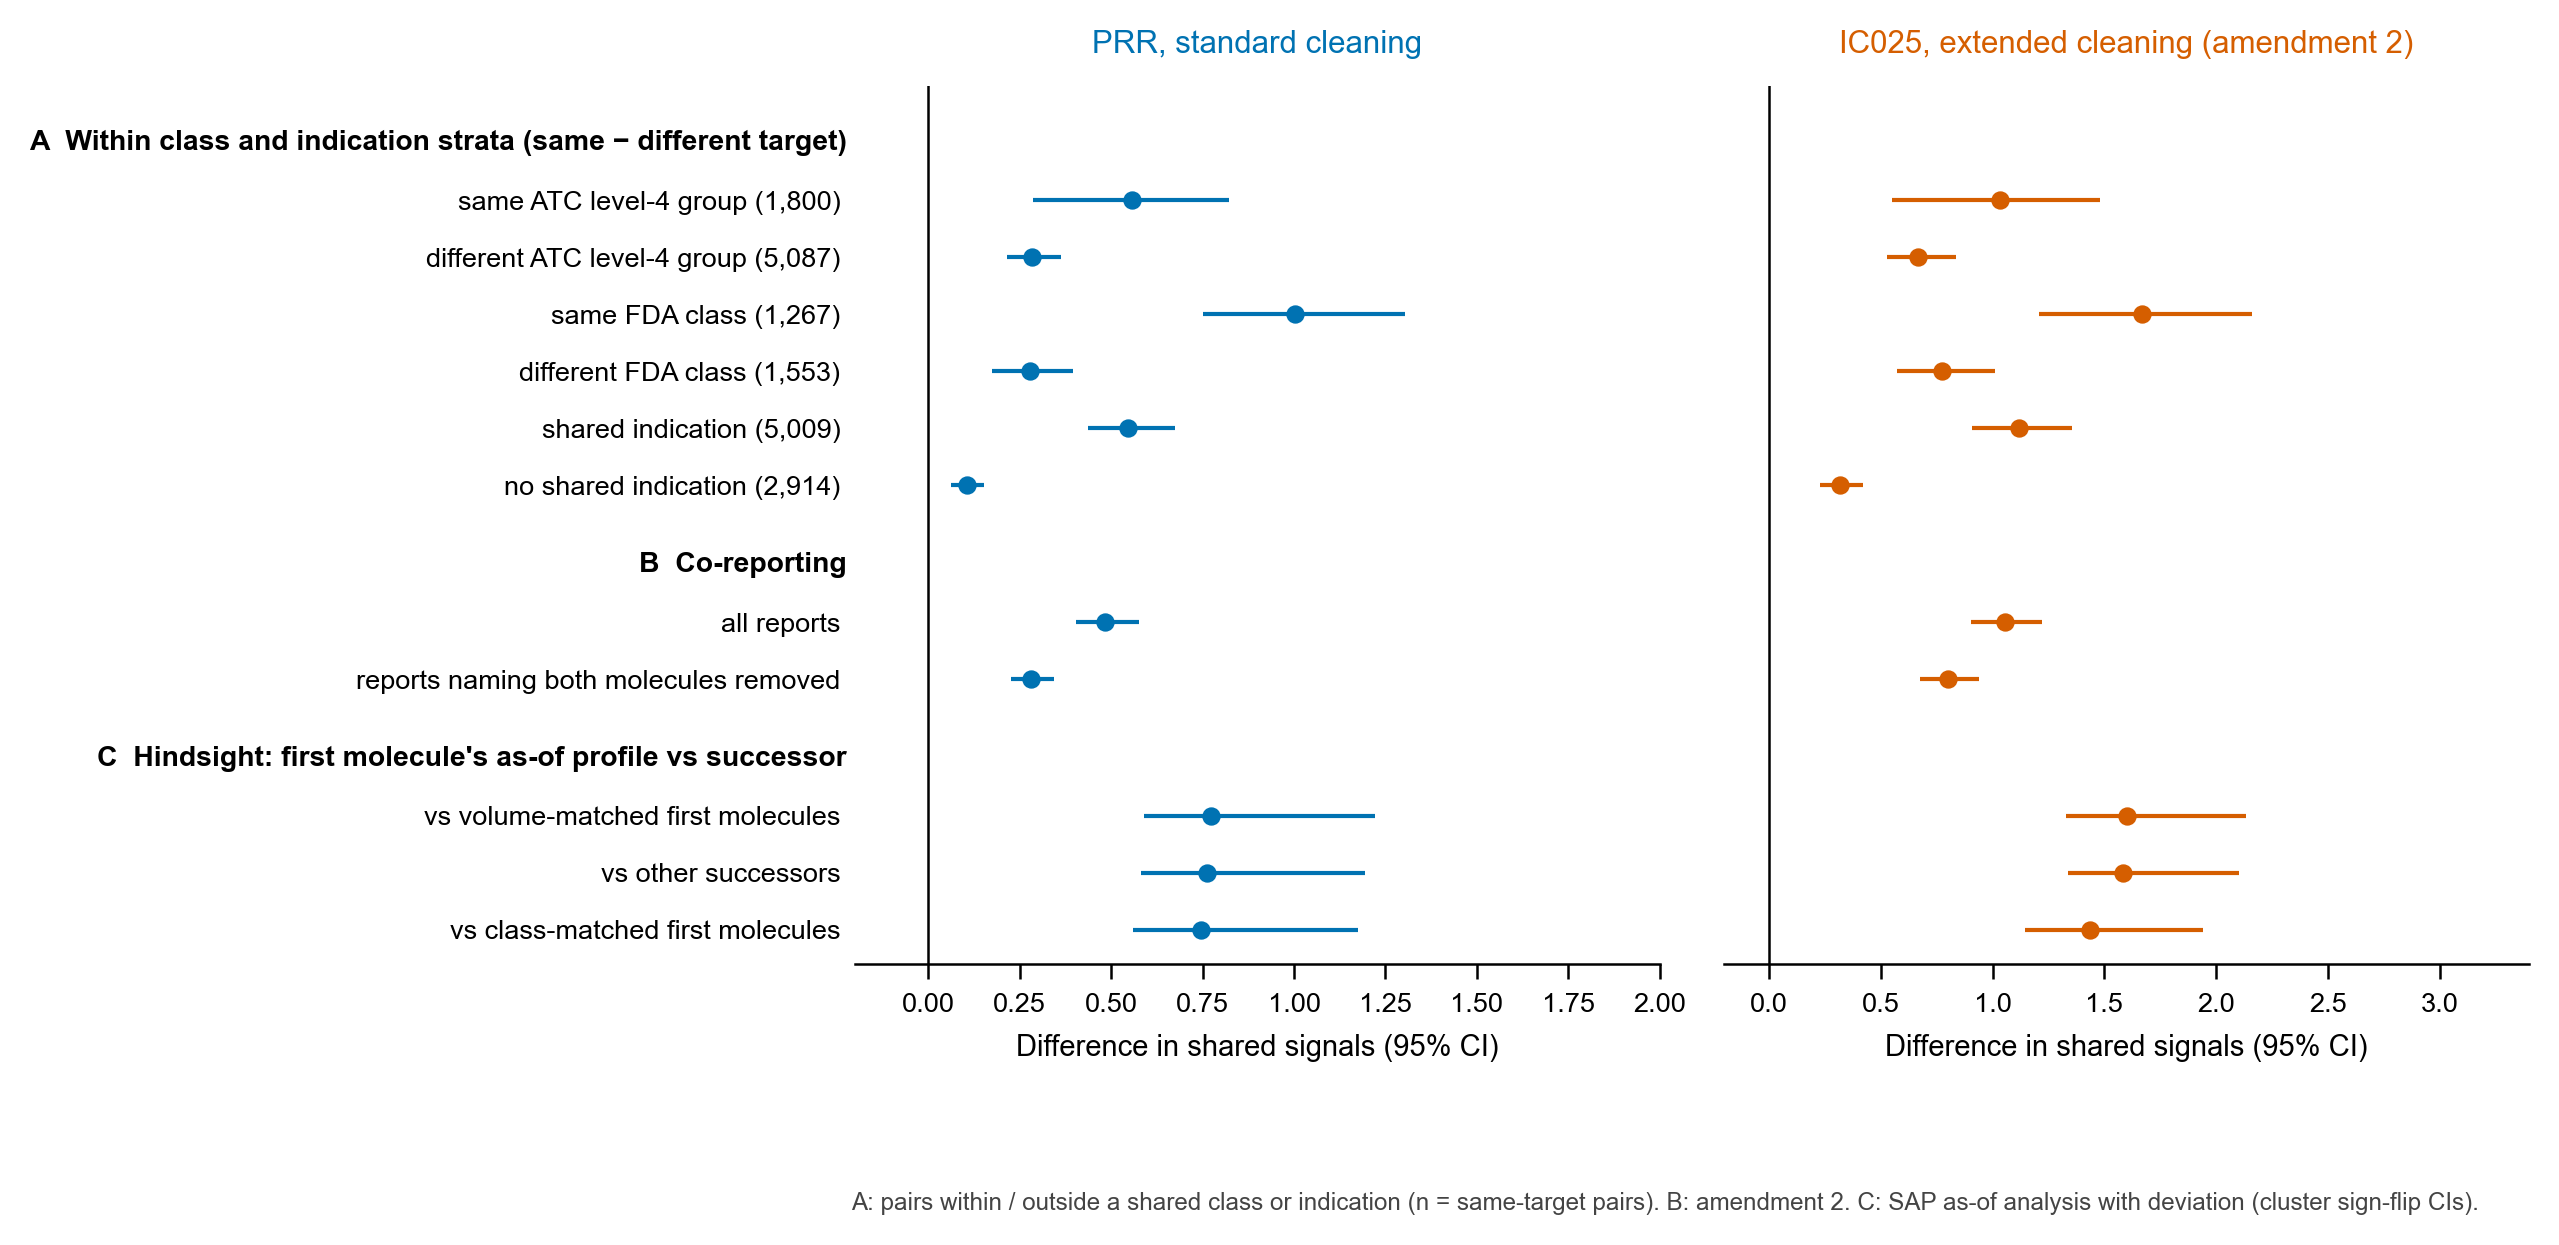 PRR, standard cleaning
IC025, extended cleaning (amendment 2)
A Within class and indication strata (same − different target)
same ATC level-4 group (1,800)
different ATC level-4 group (5,087)
same FDA class (1,267)
different FDA class (1,553)
shared indication (5,009)
no shared indication (2,914)
B Co-reporting
all reports
reports naming both molecules removed
C Hindsight: first molecule's as-of profile vs successor
vs volume-matched first molecules
vs other successors
vs class-matched first molecules
0.00 0.25 0.50 0.75 1.00 1.25 1.50 1.75 2.00
Difference in shared signals (95% CI)
0.0 0.5 1.0 1.5 2.0 2.5 3.0
Difference in shared signals (95% CI)
A: pairs within / outside a shared class or indication (n = same-target pairs). B: amendment 2. C: SAP as-of analysis with deviation (cluster sign-flip CIs).